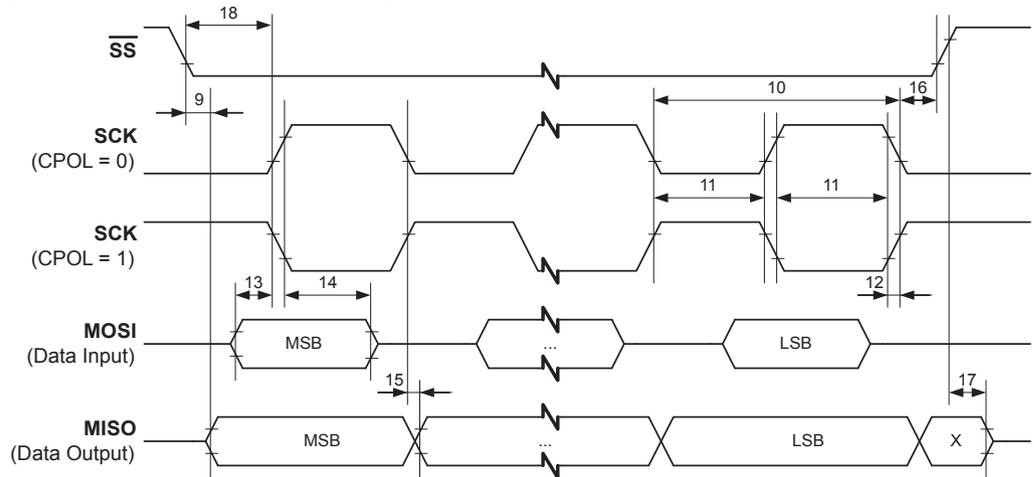 18
SS
9
10
16
SCK
(CPOL = 0)
11
11
SCK
(CPOL = 1)
13
14
12
MOSI
(Data Input)
MSB
...
LSB
15
17
MISO
(Data Output)
MSB
...
LSB
X